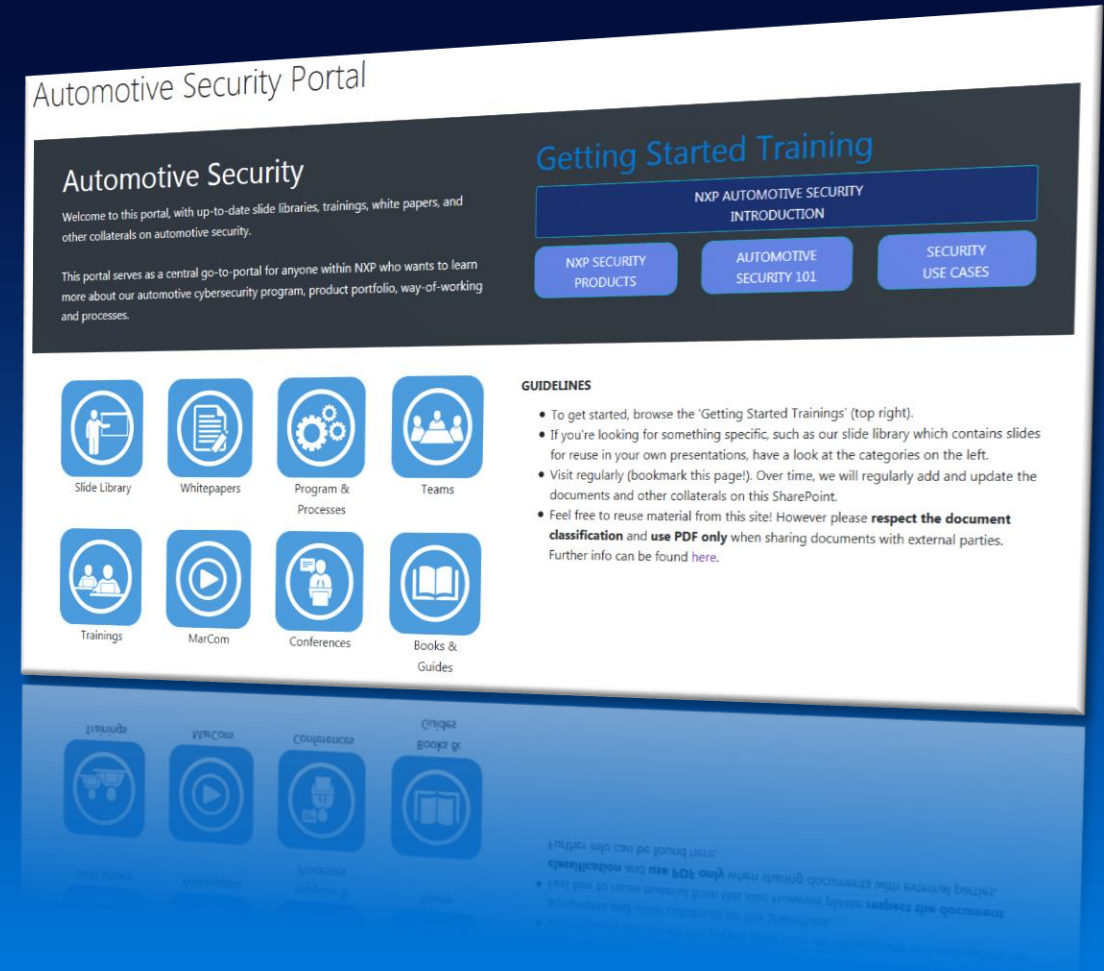 Automotive Security Portal
Automotive Security
Welcome to this portal, with up-to-date slide libraries, trainings, white papers, and
other collaterals on automotive security.
This portal serves as a central go-to-portal for anyone within NXP who wants to learn
more about our automotive cybersecurity program, product portfolio, way-of-working
and processes.
Getting Started Training
NXP AUTOMOTIVE SECURITY
INTRODUCTION
NXP SECURITY
PRODUCTS
AUTOMOTIVE
SECURITY 101
SECURITY
USE CASES
Slide Library
Whitepapers
Program &
Processes
Teams
Trainings
MarCom
Conferences
Books &
Guides
GUIDELINES
• To get started, browse the 'Getting Started Trainings' (top right).
• If you're looking for something specific, such as our slide library which contains slides
for reuse in your own presentations, have a look at the categories on the left.
• Visit regularly (bookmark this page!). Over time, we will regularly add and update the
documents and other collaterals on this SharePoint.
• Feel free to reuse material from this site! However please respect the document
classification and use PDF only when sharing documents with external parties.
Further info can be found here.